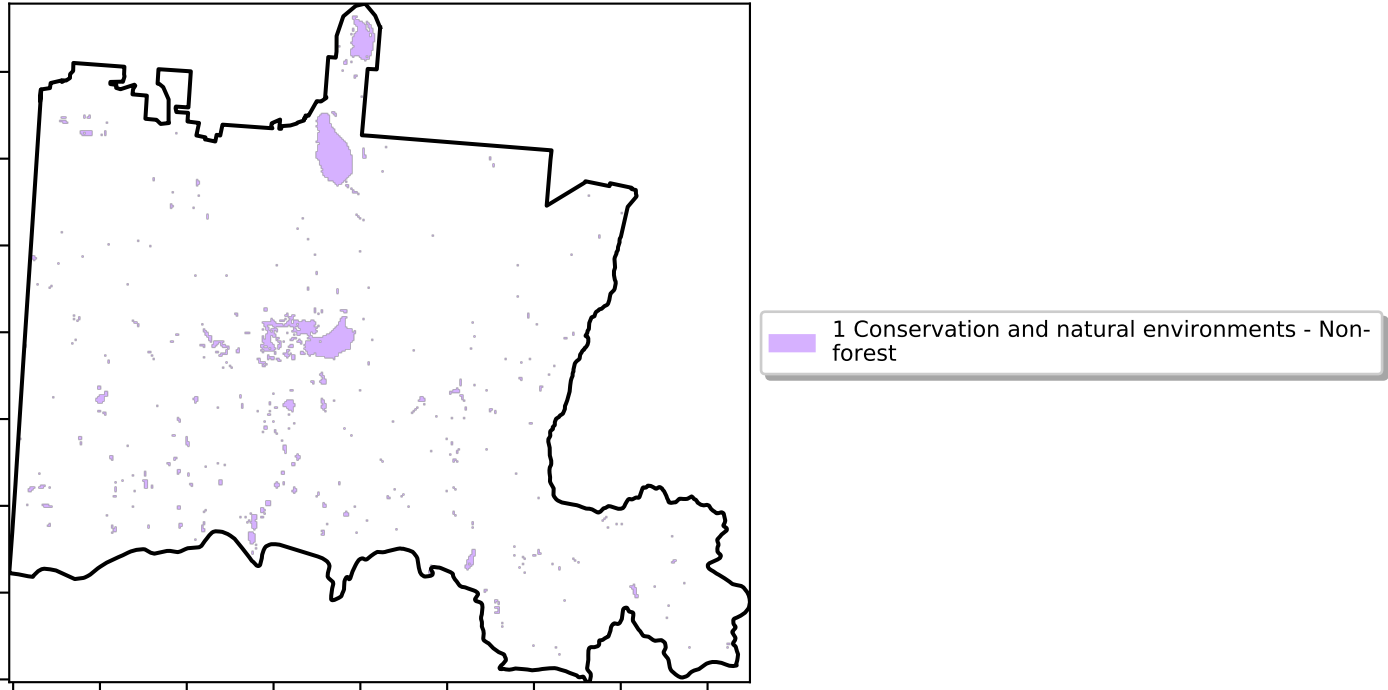 1 Conservation and natural environments - Non-
forest